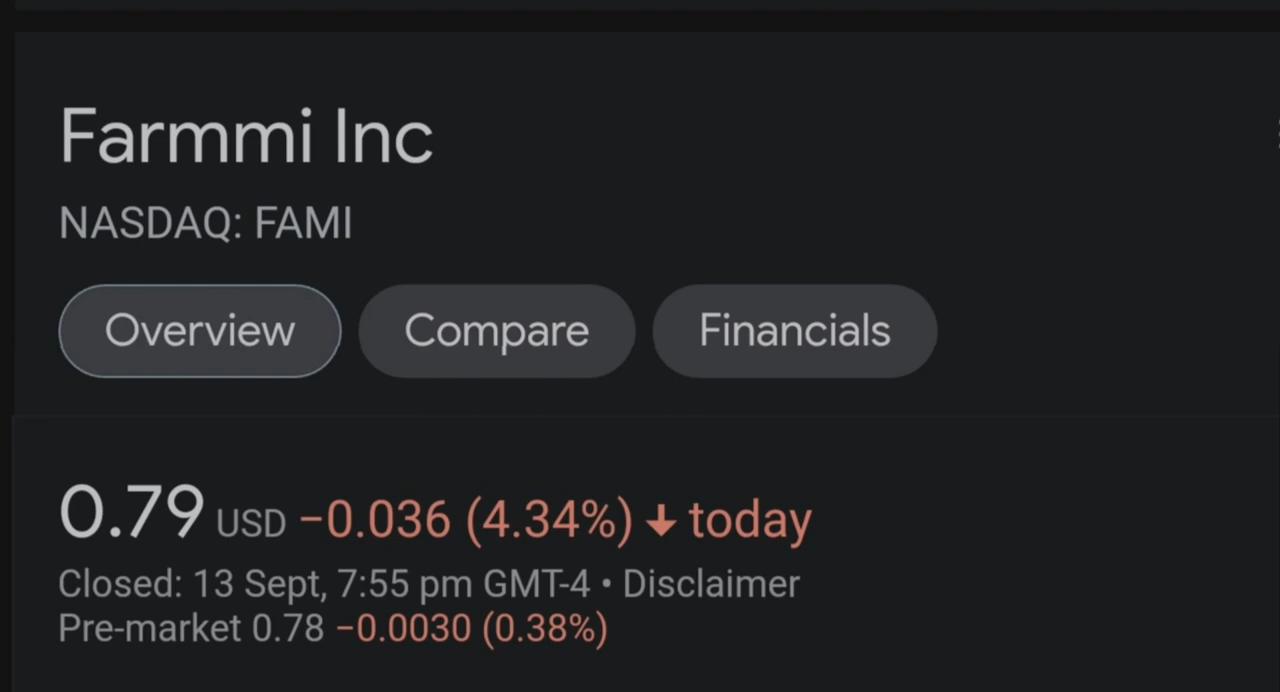 Farmmi Inc
NASDAQ: FAMI
Overview Compare Financials
0.79 USD −0.036 (4.34%) ↓ today
Closed: 13 Sept, 7:55 pm GMT-4 • Disclaimer
Pre-market 0.78 −0.0030 (0.38%)